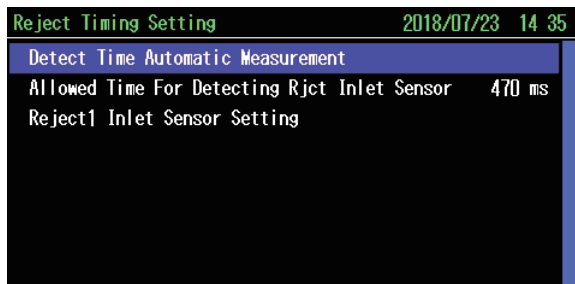 Reject Timing Setting 2018/07/23 14 35
Detect Time Automatic Measurement
Allowed Time For Detecting Rjct Inlet Sensor 470 ms
Reject1 Inlet Sensor Setting